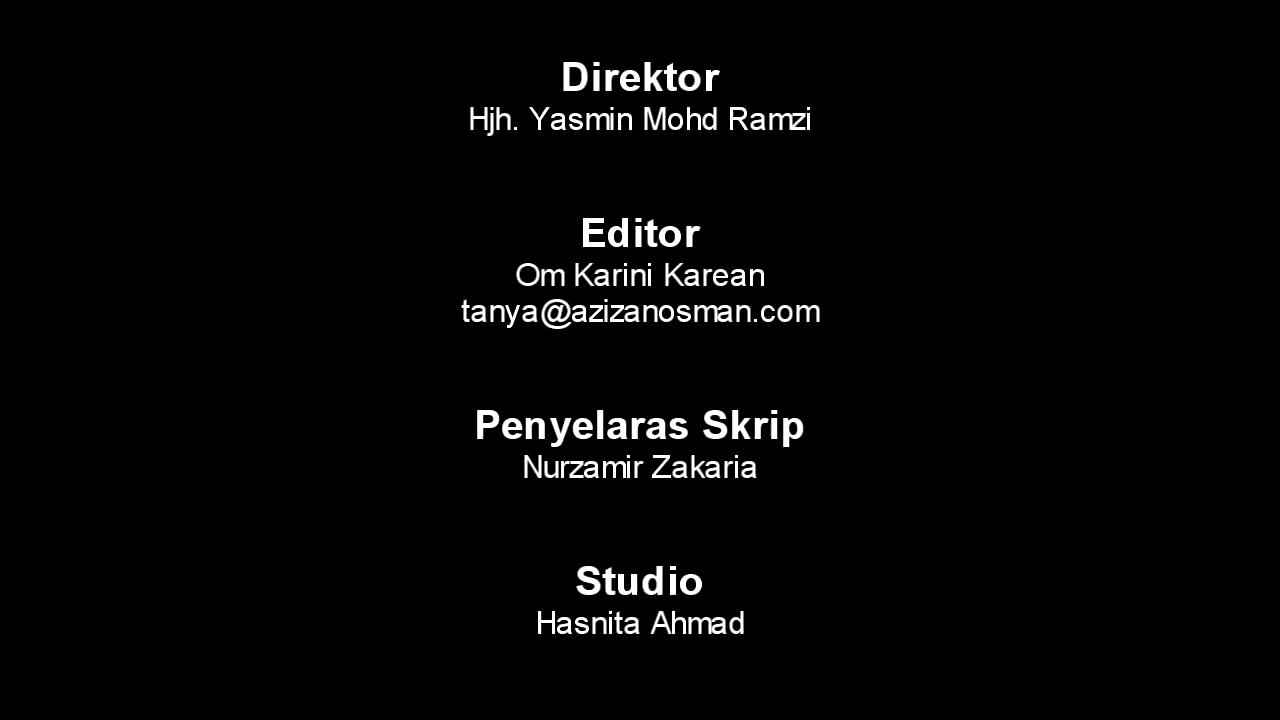 Direktor
Hjh. Yasmin Mohd Ramzi
Editor
Om Karini Karean
tanya@azizanosman.com
Penyelaras Skrip
Nurzamir Zakaria
Studio
Hasnita Ahmad